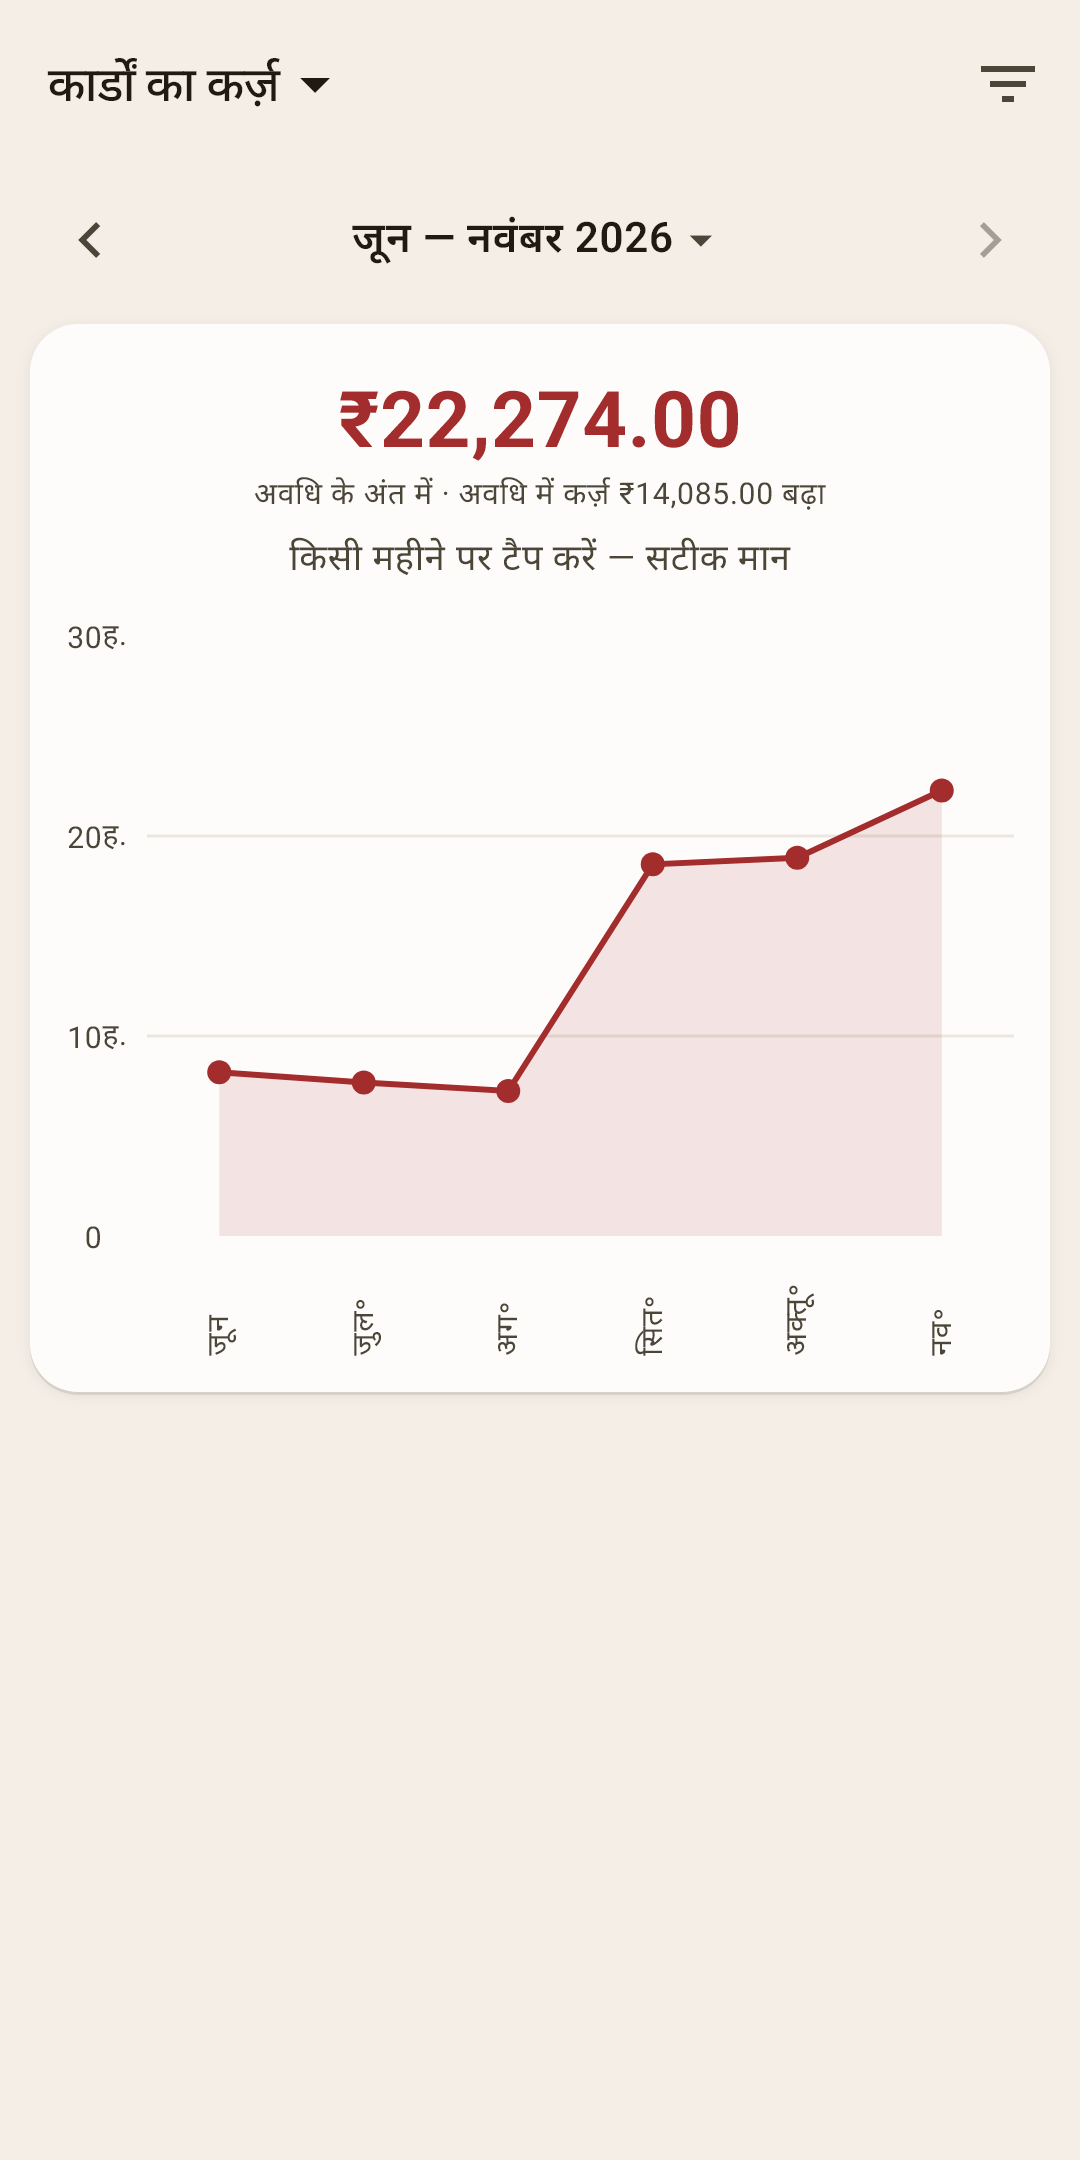 कार्डों का कर्ज़
जून — नवंबर 2026
₹22,274.00
अवधि के अंत में · अवधि में कर्ज़ ₹14,085.00 बढ़ा
किसी महीने पर टैप करें — सटीक मान
30ह.
20ह.
10ह.
0
जून
जुल॰
अग॰
सित॰
अक्तू॰
नव॰